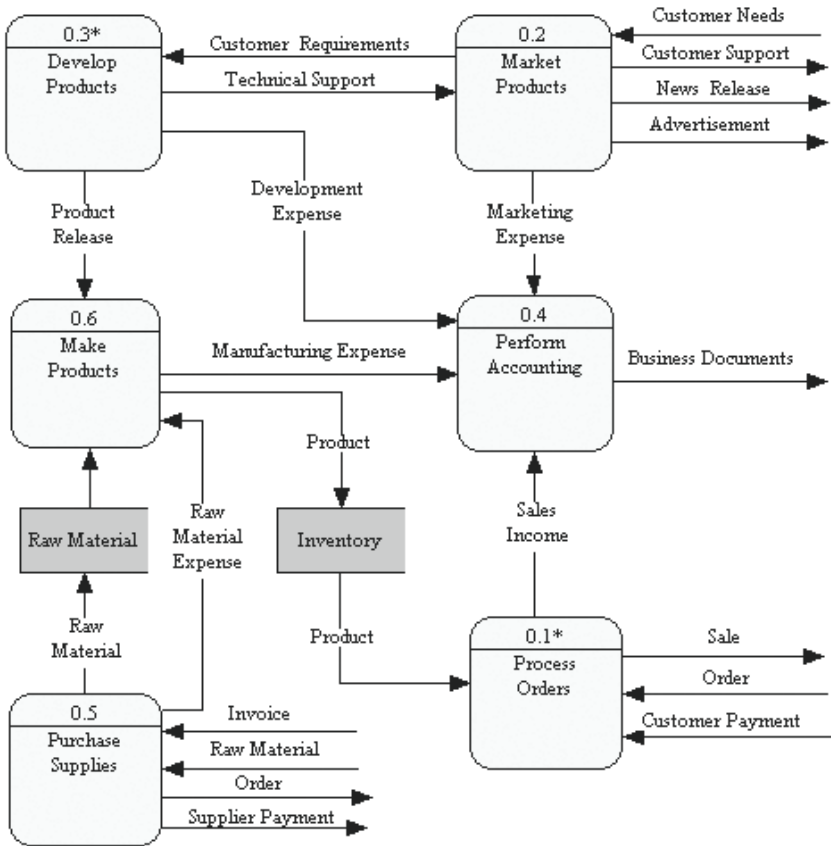 0.3*
Develop
Products
Customer Requirements
Technical Support
0.2
Market
Products
Customer Needs
Customer Support
News Release
Advertisement
Product
Release
Development
Expense
Marketing
Expense
0.6
Make
Products
Manufacturing Expense
0.4
Perform
Accounting
Business Documents
Product
Raw Material
Raw
Material
Expense
Inventory
Sales
Income
Raw
Material
Product
0.1*
Process
Orders
Sale
Order
Customer Payment
0.5
Purchase
Supplies
Invoice
Raw Material
Order
Supplier Payment